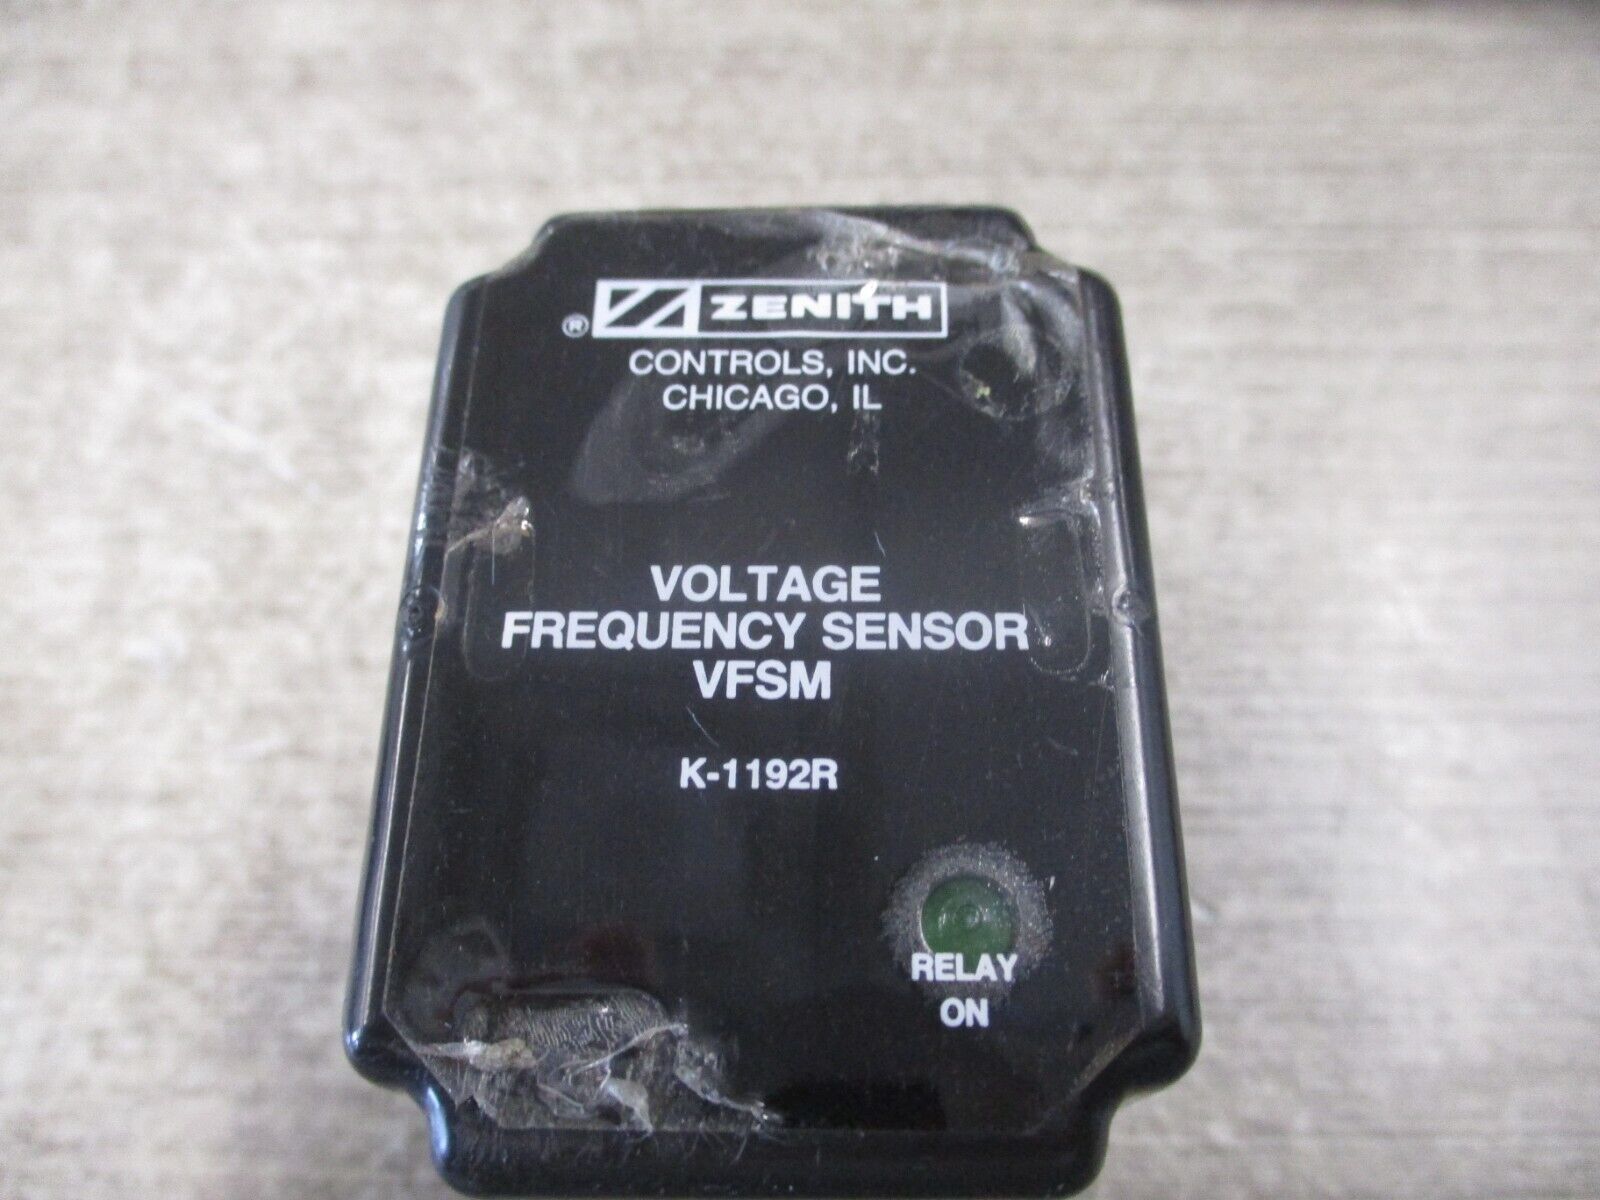 ® ZENITH
CONTROLS, INC.
CHICAGO, IL
VOLTAGE
FREQUENCY SENSOR
VFSM
K-1192R
RELAY
ON